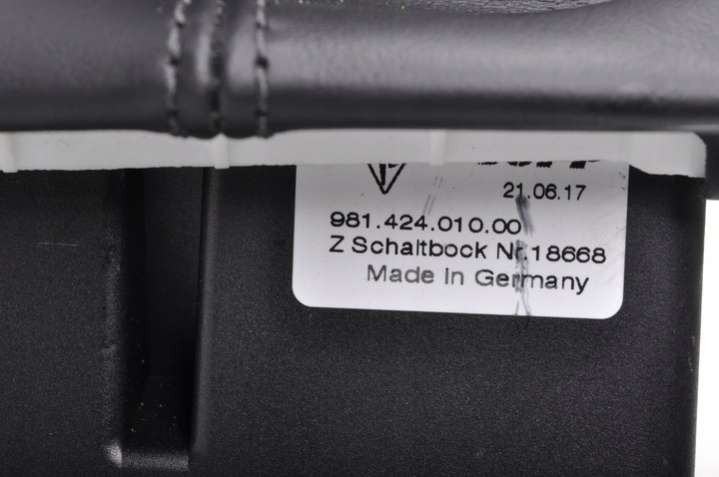 21.06.17
981.424.010.00
Z Schaltbock Nr.18668
Made In Germany